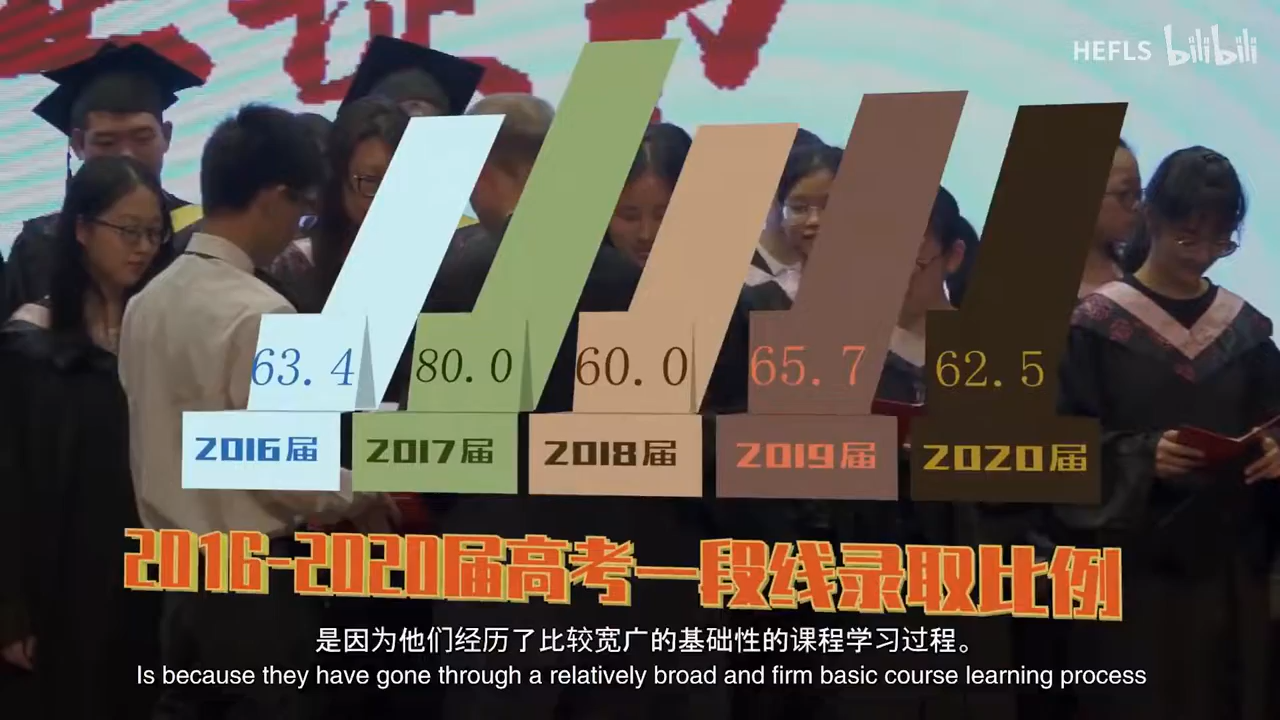 HEFLS bilibili
63.4 80.0 60.0 65.7 62.5
2016届 2017届 2018届 2019届 2020届
2016-2020届高考一段线录取比例
是因为他们经历了比较宽广的基础性的课程学习过程。
Is because they have gone through a relatively broad and firm basic course learning process